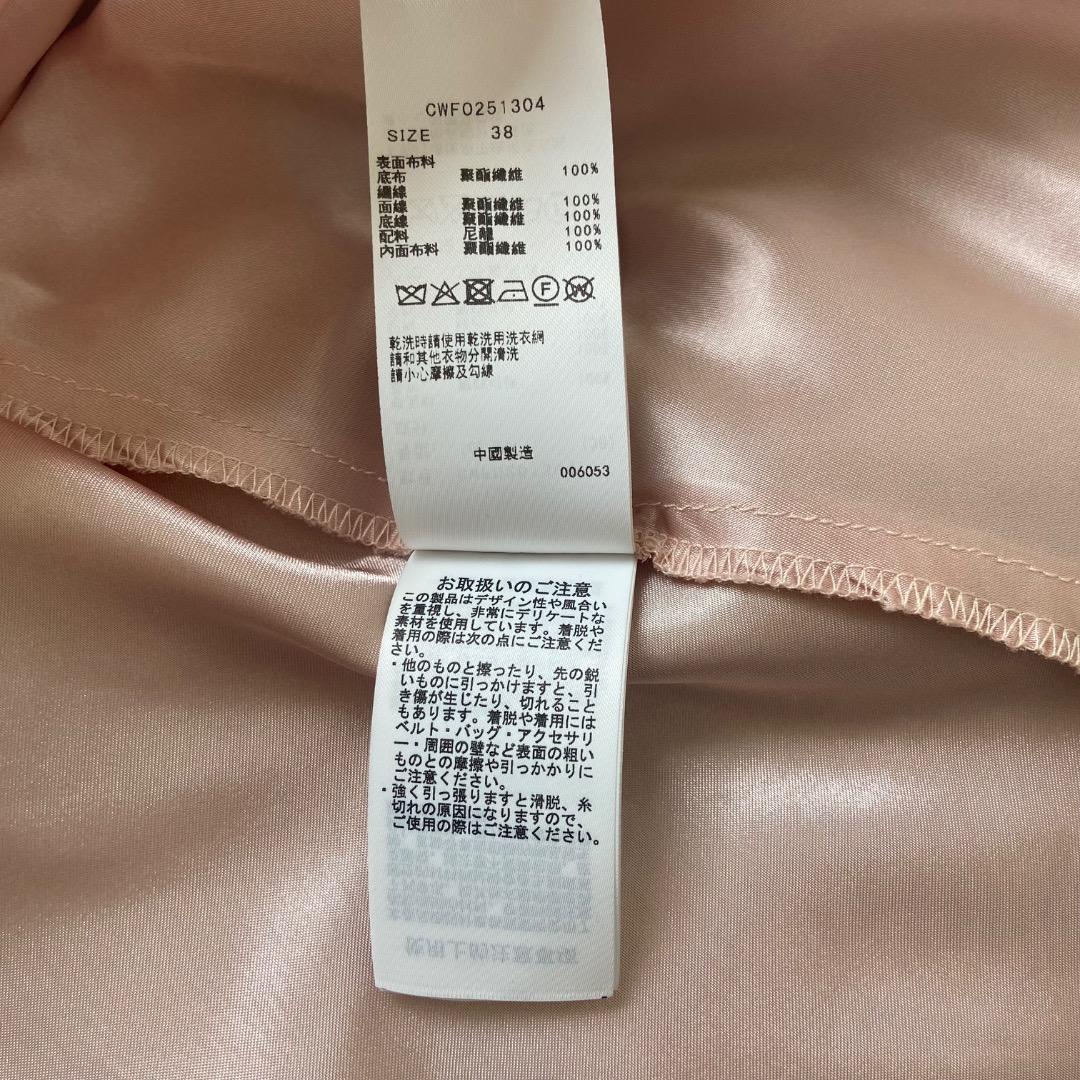 CWF0251304
SIZE 38
表面布料
底布 聚酯纖維 100%
繡線
面線 聚酯纖維 100%
底線 聚酯纖維 100%
配料 尼龍 100%
內面布料 聚酯纖維 100%
F W
乾洗時請使用乾洗用洗衣網
請和其他衣物分開清洗
請小心摩擦及勾線
中國製造
006053
お取扱いのご注意
この製品はデザイン性や風合い
を重視し、非常にデリケートな
素材を使用しています。着脱や
着用の際は次の点にご注意くだ
さい。
・他のものと擦ったり、先の鋭
いものに引っかけますと、引
き傷が生じたり、切れること
もあります。着脱や着用には
ベルト・バッグ・アクセサリ
ー・周囲の壁など表面の粗い
ものとの摩擦や引っかかりに
ご注意ください。
・強く引っ張りますと滑脱、糸
切れの原因になりますので、
ご使用の際はご注意ください。